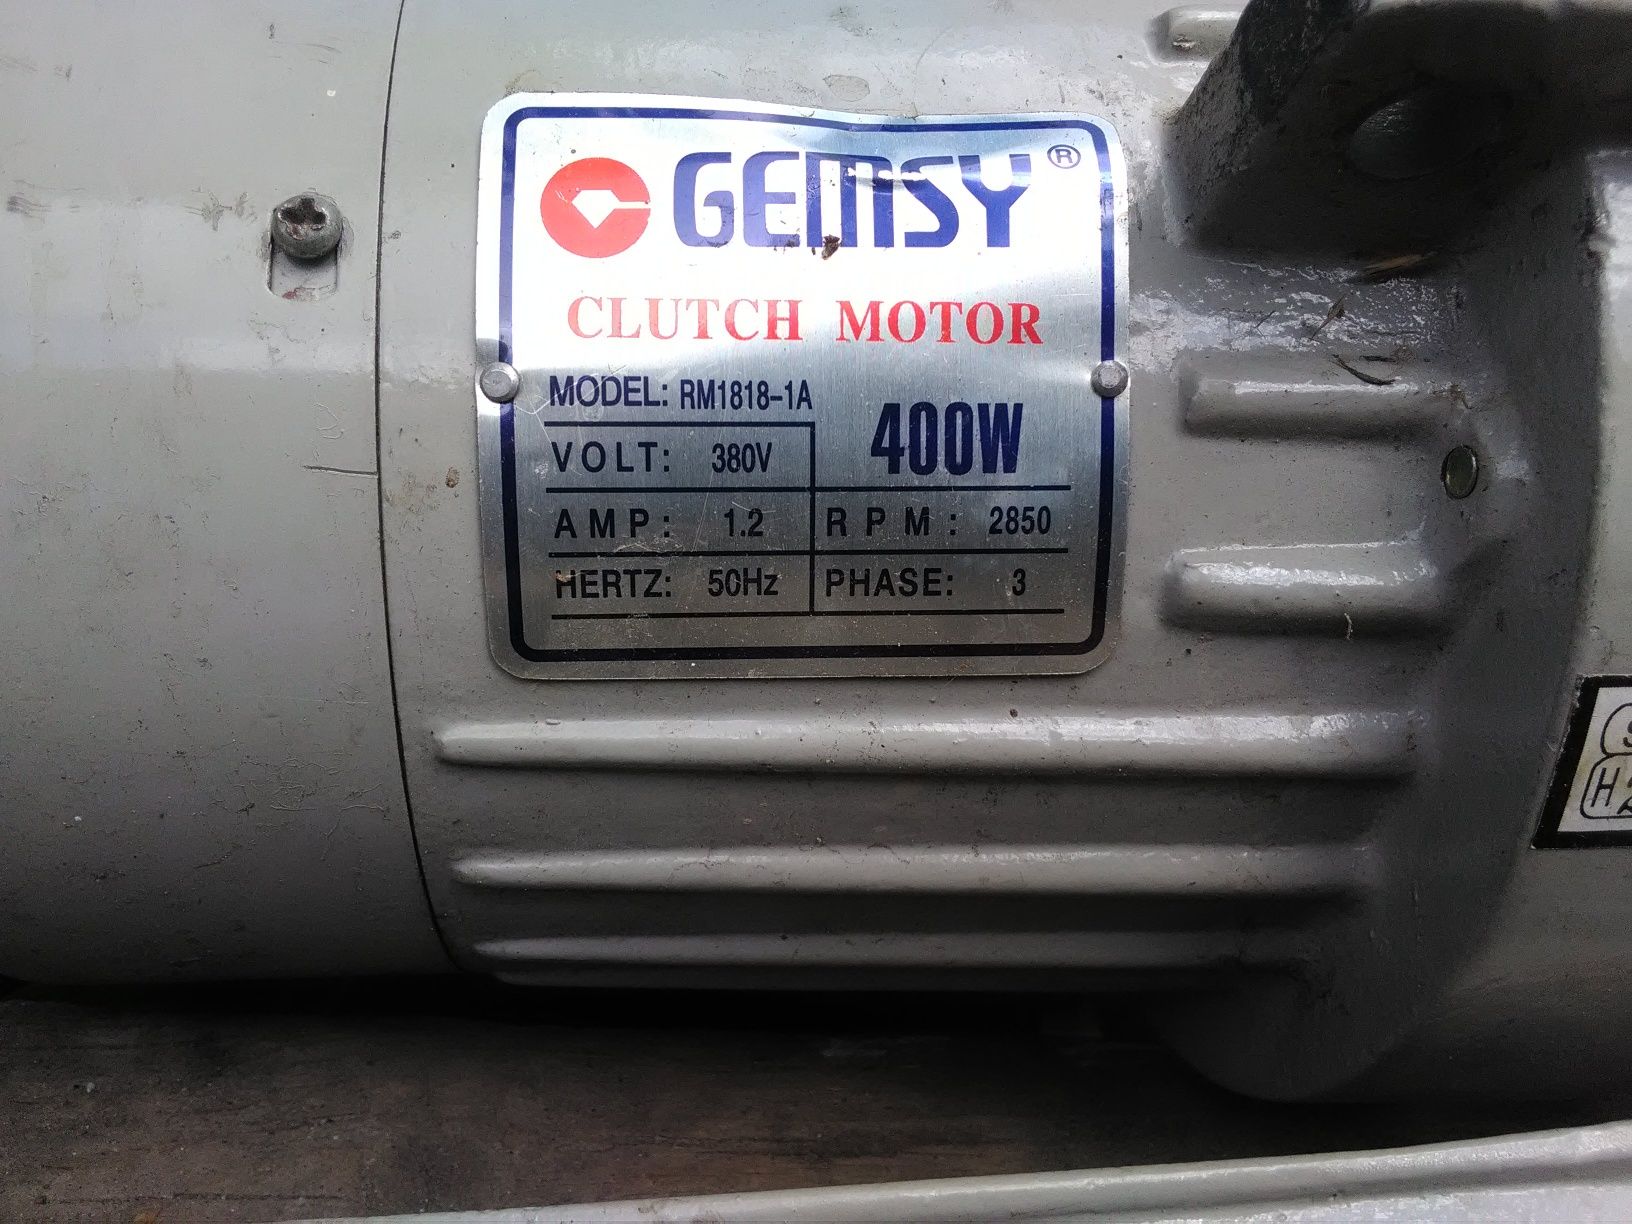 GEMSY®
CLUTCH MOTOR
MODEL: RM1818-1A
400W
VOLT: 380V
AMP: 1.2
RPM: 2850
HERTZ: 50Hz
PHASE: 3
H